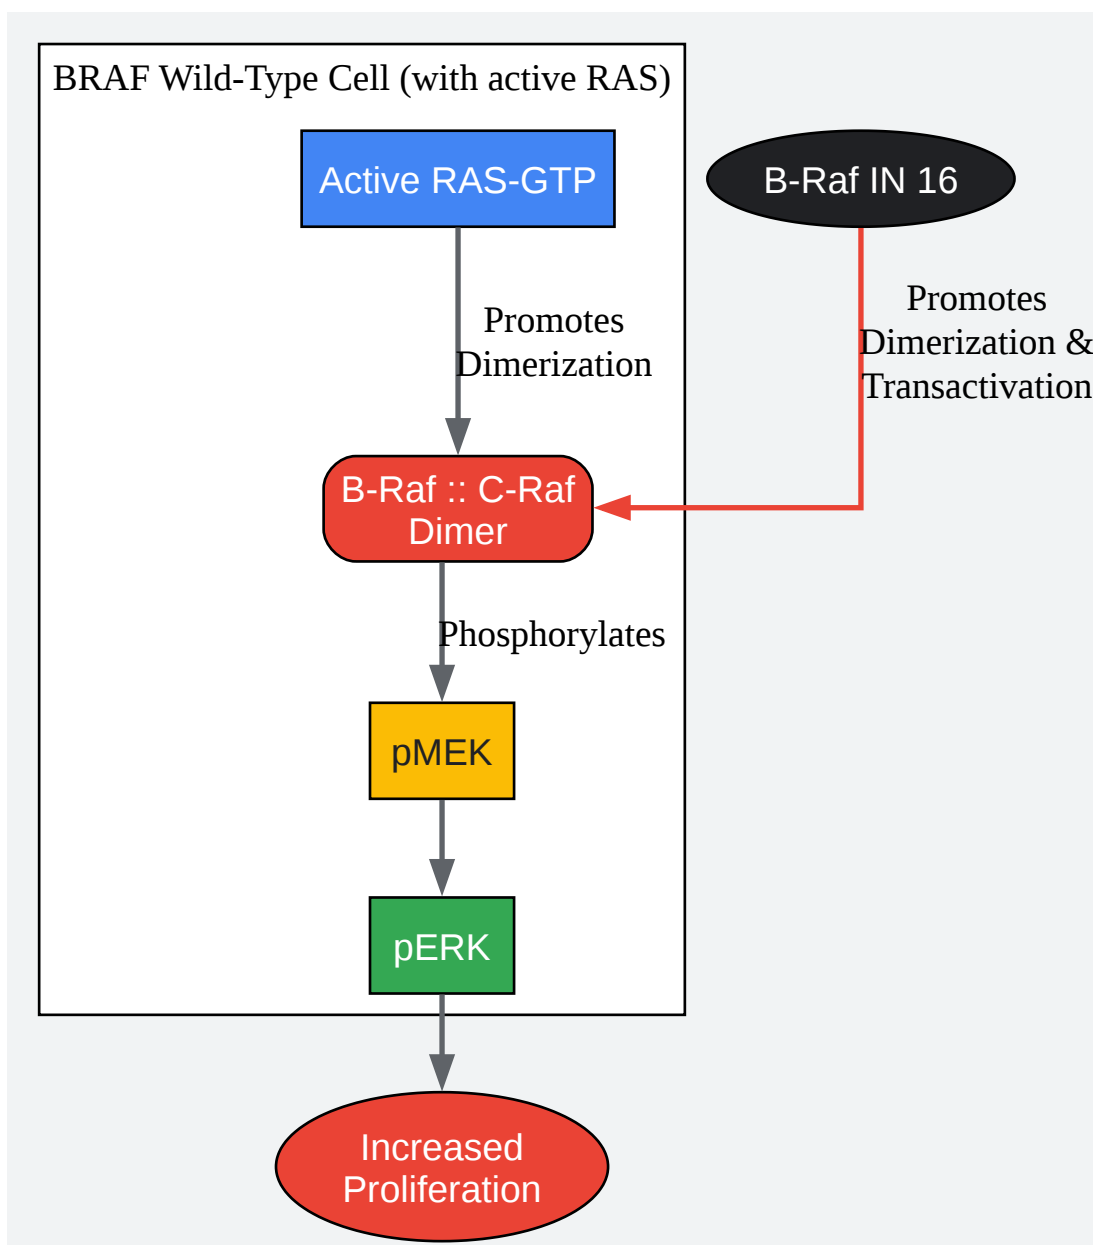 BRAF Wild-Type Cell (with active RAS)
Active RAS-GTP
B-Raf IN 16
Promotes
Dimerization &
Transactivation
Promotes
Dimerization
B-Raf :: C-Raf
Dimer
Phosphorylates
pMEK
pERK
Increased
Proliferation